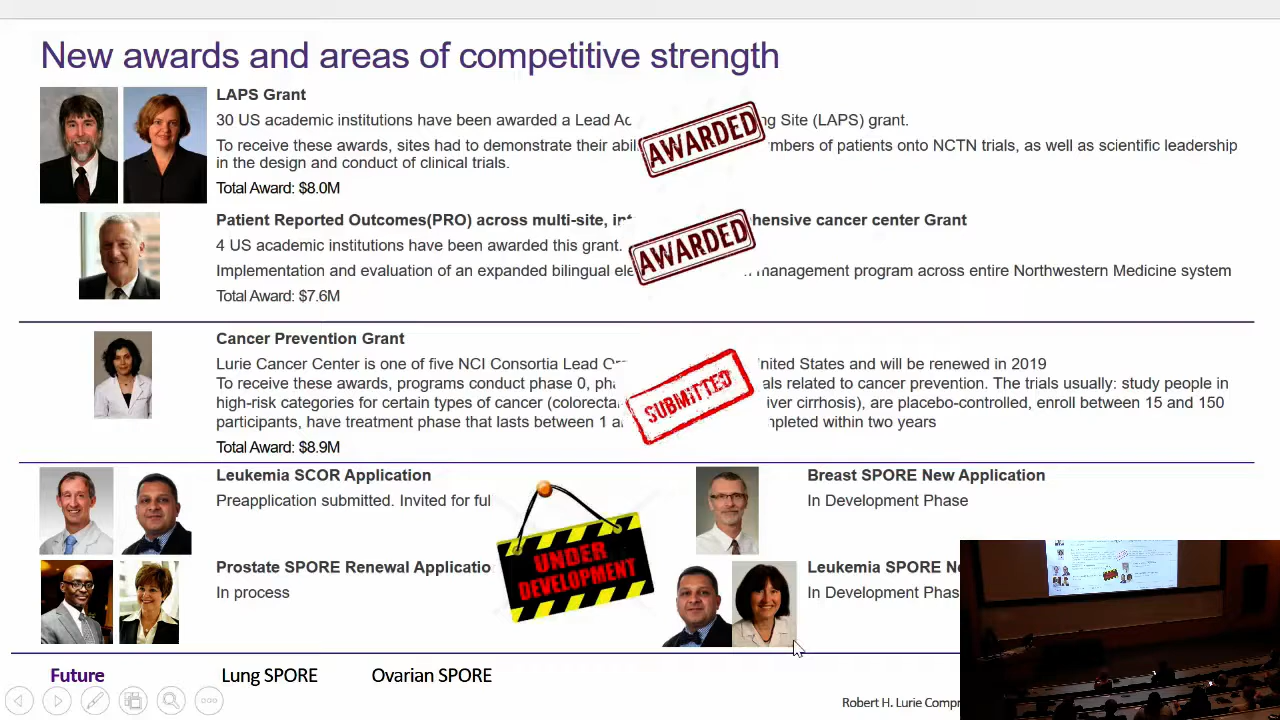 New awards and areas of competitive strength
LAPS Grant
30 US academic institutions have been awarded a Lead Ac ng Site (LAPS) grant.
AWARDED
To receive these awards, sites had to demonstrate their abil mbers of patients onto NCTN trials, as well as scientific leadership
in the design and conduct of clinical trials.
Total Award: $8.0M
Patient Reported Outcomes(PRO) across multi-site, int hensive cancer center Grant
4 US academic institutions have been awarded this grant.
AWARDED
Implementation and evaluation of an expanded bilingual ele management program across entire Northwestern Medicine system
Total Award: $7.6M
Cancer Prevention Grant
Lurie Cancer Center is one of five NCI Consortia Lead Or nited States and will be renewed in 2019
To receive these awards, programs conduct phase 0, pha als related to cancer prevention. The trials usually: study people in
SUBMITTED
high-risk categories for certain types of cancer (colorecta iver cirrhosis), are placebo-controlled, enroll between 15 and 150
participants, have treatment phase that lasts between 1 a mpleted within two years
Total Award: $8.9M
Leukemia SCOR Application
Preapplication submitted. Invited for ful
Breast SPORE New Application
In Development Phase
UNDER
DEVELOPMENT
Prostate SPORE Renewal Applicatio
In process
Leukemia SPORE Ne
In Development Phas
Future Lung SPORE Ovarian SPORE
Robert H. Lurie Compr